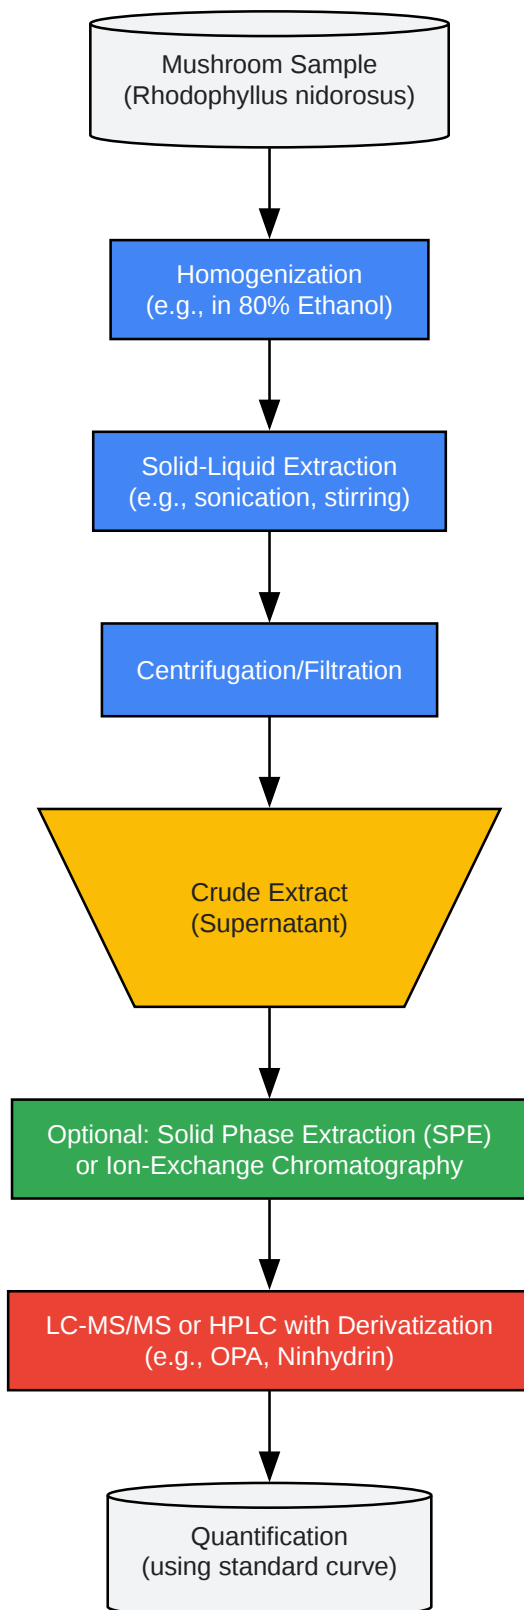 Mushroom Sample
(Rhodophyllus nidorosus)
Homogenization
(e.g., in 80% Ethanol)
Solid-Liquid Extraction
(e.g., sonication, stirring)
Centrifugation/Filtration
Crude Extract
(Supernatant)
Optional: Solid Phase Extraction (SPE)
or Ion-Exchange Chromatography
LC-MS/MS or HPLC with Derivatization
(e.g., OPA, Ninhydrin)
Quantification
(using standard curve)